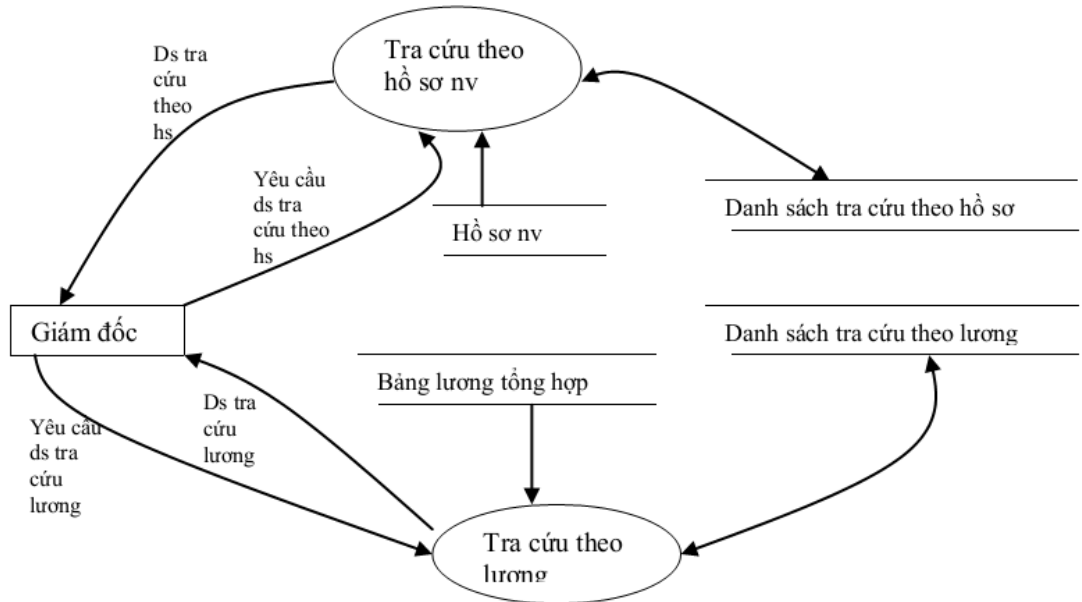 Ds tra
cứu
theo
hs
Tra cứu theo
hồ sơ nv
Yêu cầu
ds tra
cứu theo
hs
Hồ sơ nv
Danh sách tra cứu theo hồ sơ
Giám đốc
Danh sách tra cứu theo lương
Bảng lương tổng hợp
Yêu cầu
ds tra
cứu
lương
Ds tra
cứu
lương
Tra cứu theo
lương